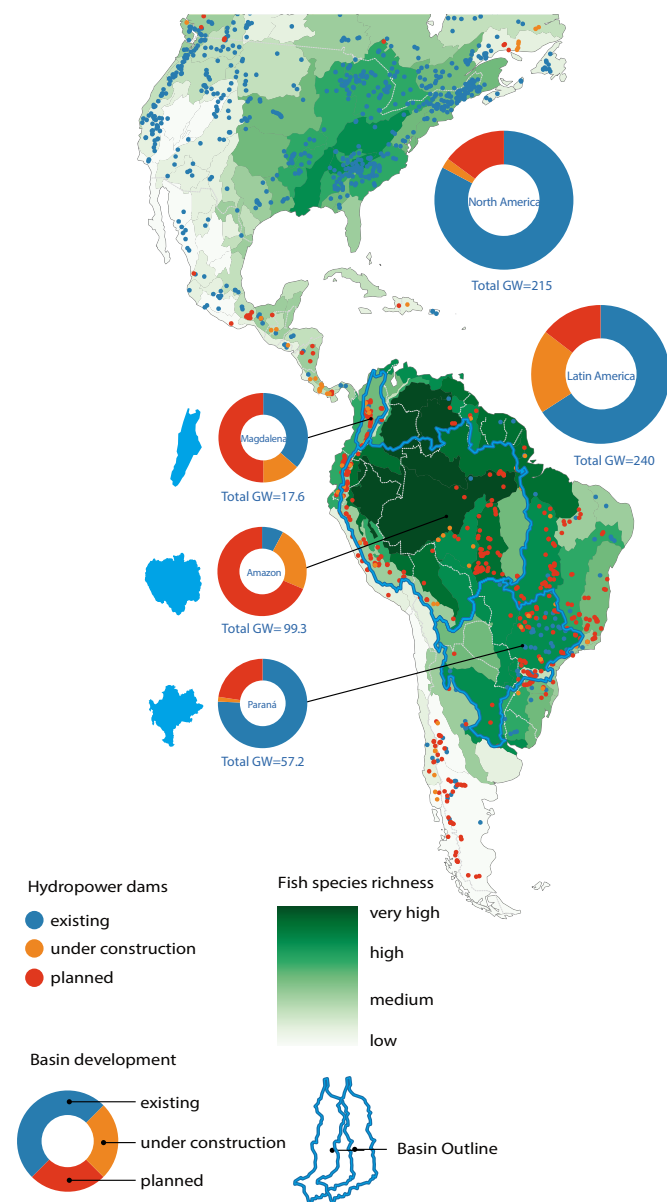 North America
Total GW=215
Latin America
Total GW=240
Magdalena
Total GW=17.6
Amazon
Total GW= 99.3
Paraná
Total GW=57.2
Hydropower dams
existing
under construction
planned
Fish species richness
very high
high
medium
low
Basin development
existing
under construction
planned
Basin Outline